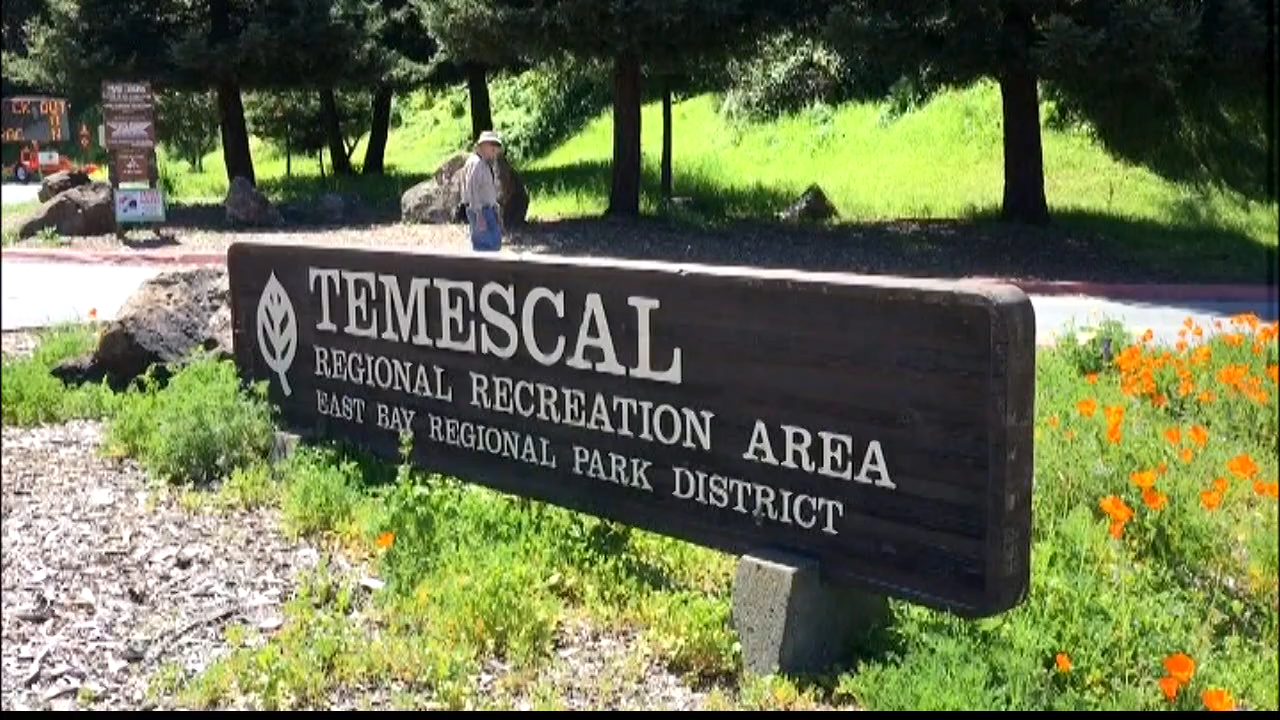 TEMESCAL
REGIONAL RECREATION AREA
EAST BAY REGIONAL PARK DISTRICT